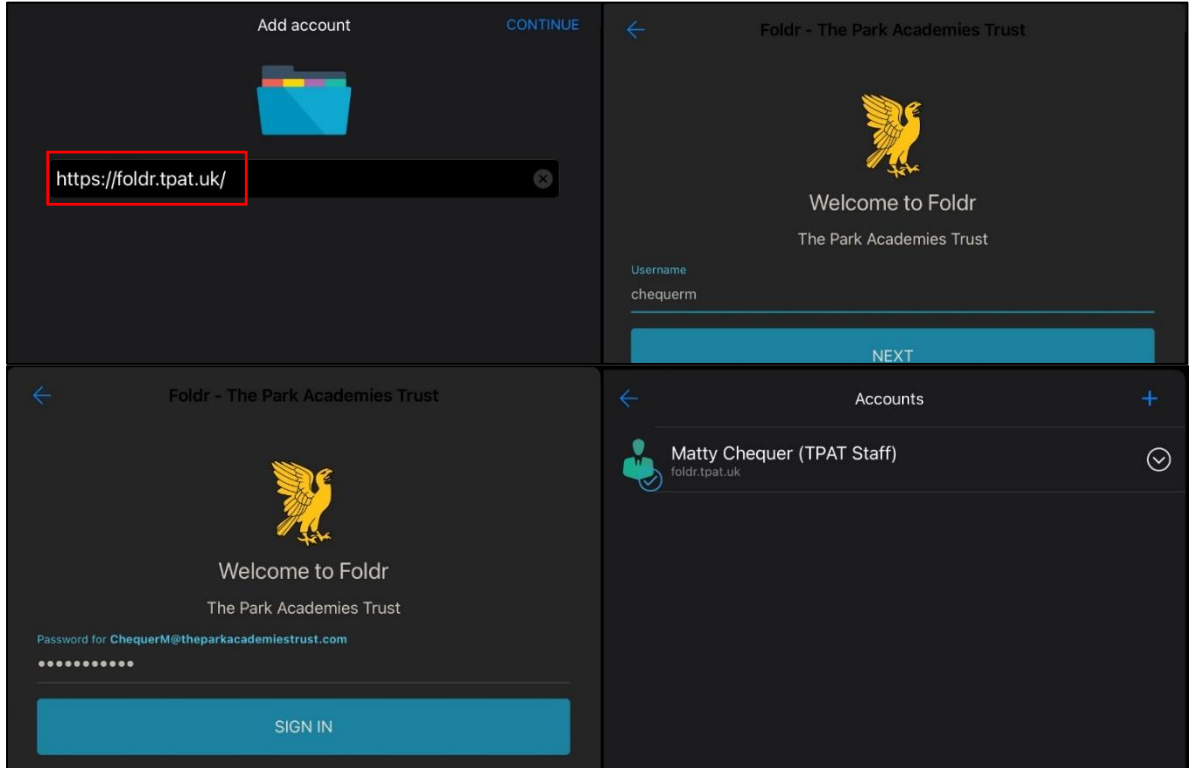 Add account
CONTINUE
https://foldr.tpat.uk/
Foldr - The Park Academies Trust
Welcome to Foldr
The Park Academies Trust
Username
chequerm
NEXT
Foldr - The Park Academies Trust
Welcome to Foldr
The Park Academies Trust
Password for ChequerM@theparkacademiestrust.com
•••••••••••
SIGN IN
Accounts
Matty Chequer (TPAT Staff)
foldr.tpat.uk